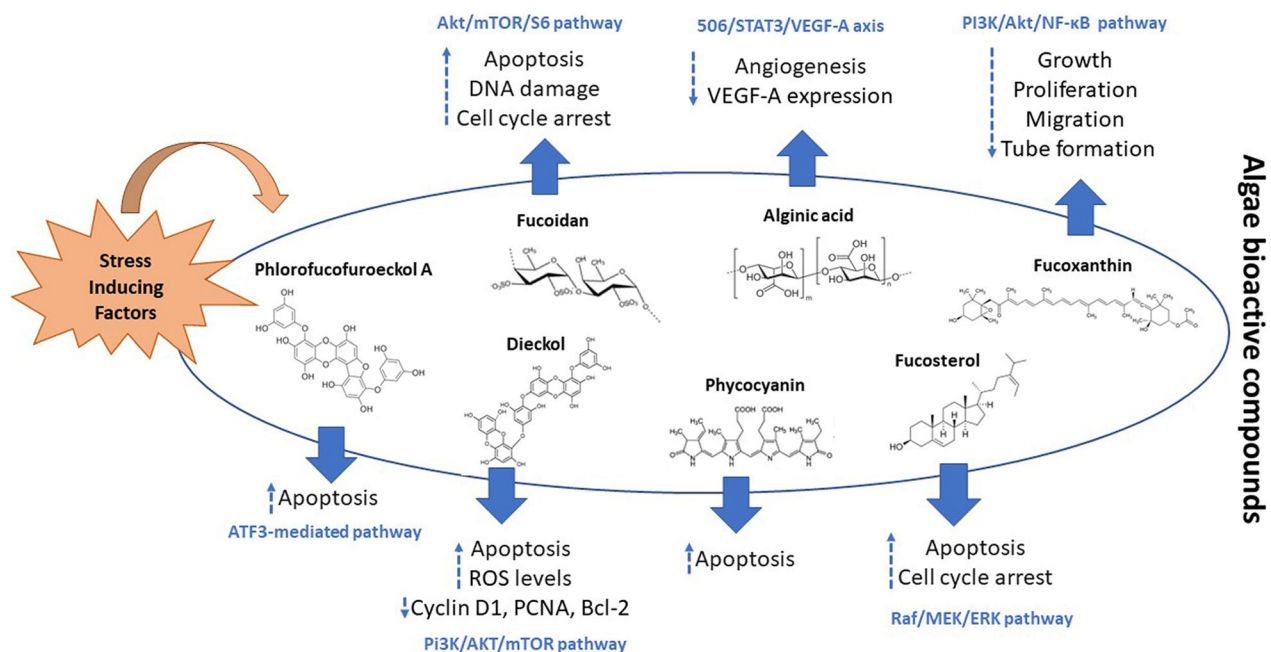 Akt/mTOR/S6 pathway
Apoptosis
DNA damage
Cell cycle arrest
506/STAT3/VEGF-A axis
Angiogenesis
VEGF-A expression
PI3K/Akt/NF-κB pathway
Growth
Proliferation
Migration
Tube formation
Algae bioactive compounds
Stress
Inducing
Factors
Phlorofucofuroeckol A
Fucoidan
Alginic acid
Fucoxanthin
Dieckol
Phycocyanin
Fucosterol
Apoptosis
ATF3-mediated pathway
Apoptosis
ROS levels
Cyclin D1, PCNA, Bcl-2
Pi3K/AKT/mTOR pathway
Apoptosis
Apoptosis
Cell cycle arrest
Raf/MEK/ERK pathway